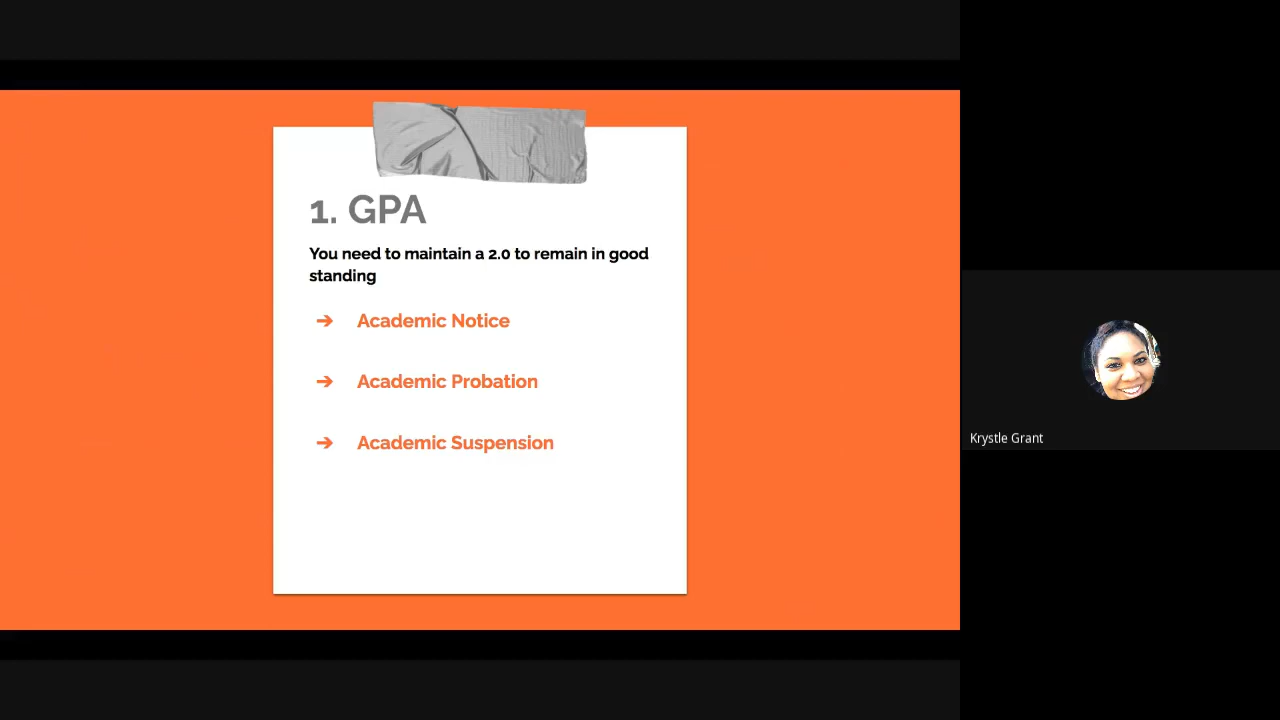 1. GPA
You need to maintain a 2.0 to remain in good
standing
➔ Academic Notice
➔ Academic Probation
➔ Academic Suspension
Krystle Grant